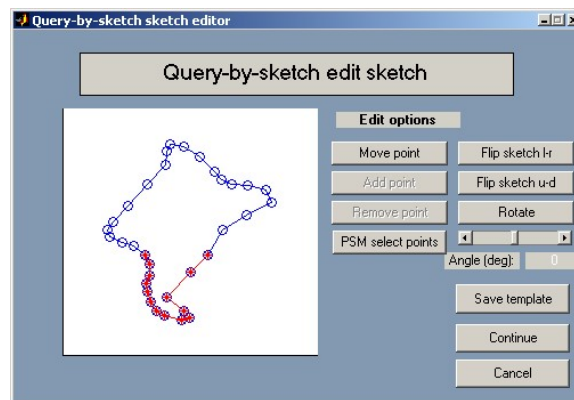 Query-by-sketch sketch editor
Query-by-sketch edit sketch
Edit options
Move point
Flip sketch l-r
Add point
Flip sketch u-d
Remove point
Rotate
PSM select points
Angle (deg):
0
Save template
Continue
Cancel